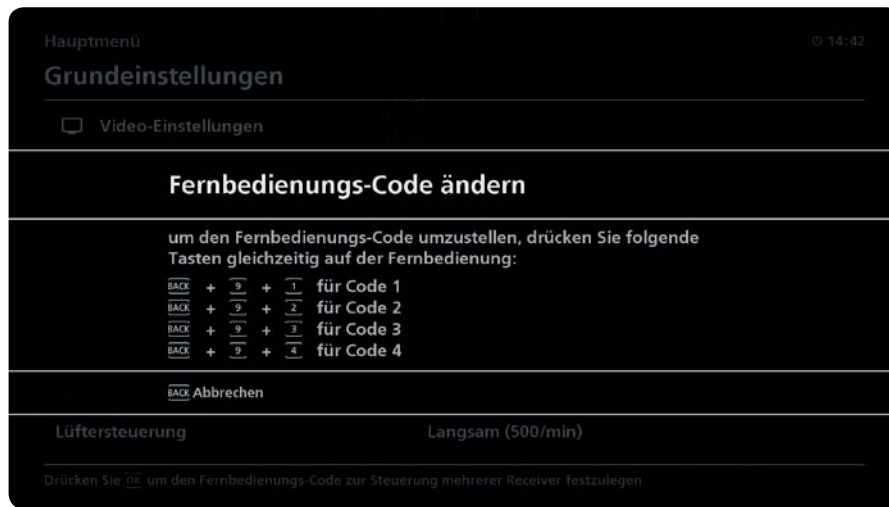 Hauptmenü
14:42
Grundeinstellungen
Video-Einstellungen
Fernbedienungs-Code ändern
um den Fernbedienungs-Code umzustellen, drücken Sie folgende
Tasten gleichzeitig auf der Fernbedienung:
BACK + 9 + 1 für Code 1
BACK + 9 + 2 für Code 2
BACK + 9 + 3 für Code 3
BACK + 9 + 4 für Code 4
BACK Abbrechen
Lüftersteuerung Langsam (500/min)
Drücken Sie OK um den Fernbedienungs-Code zur Steuerung mehrerer Receiver festzulegen